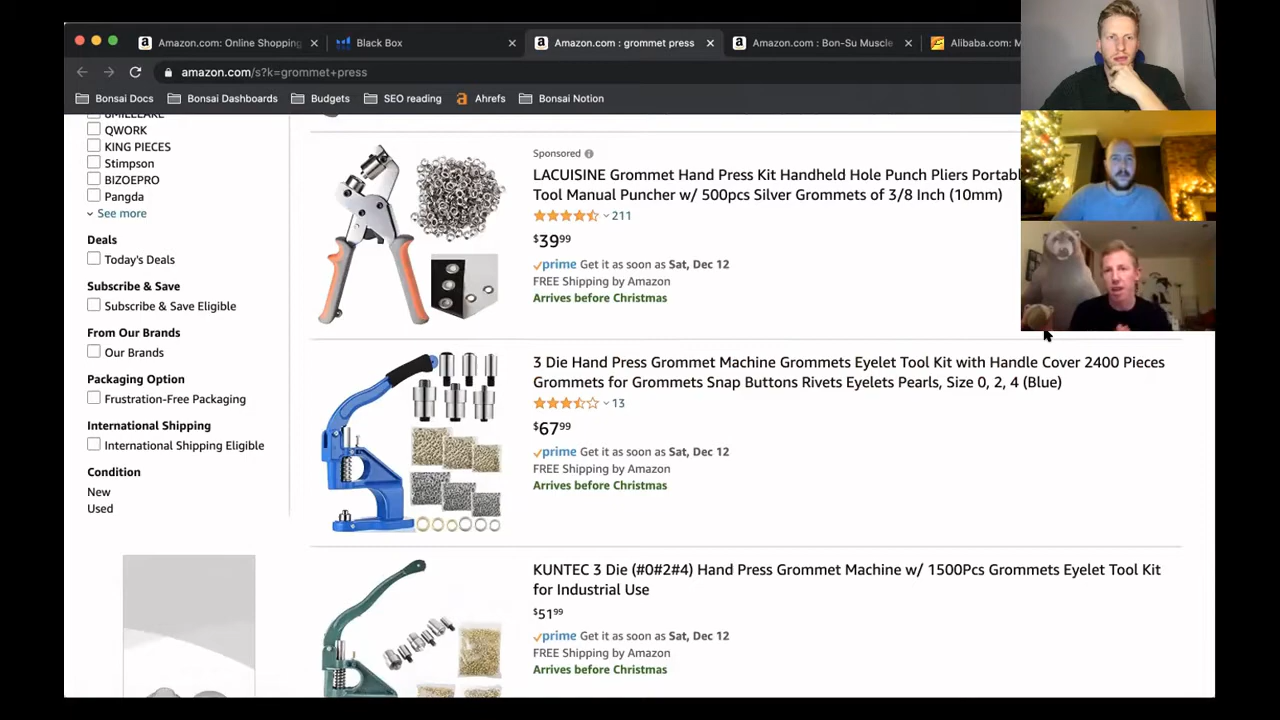 Amazon.com: Online Shopping
Black Box
Amazon.com : grommet press
Amazon.com : Bon-Su Muscle
Alibaba.com: M
amazon.com/s?k=grommet+press
Bonsai Docs
Bonsai Dashboards
Budgets
SEO reading
Ahrefs
Bonsai Notion
QWORK
KING PIECES
Stimpson
BIZOEPRO
Pangda
See more
Deals
Today's Deals
Subscribe & Save
Subscribe & Save Eligible
From Our Brands
Our Brands
Packaging Option
Frustration-Free Packaging
International Shipping
International Shipping Eligible
Condition
New
Used
Sponsored
LACUISINE Grommet Hand Press Kit Handheld Hole Punch Pliers Portabl
Tool Manual Puncher w/ 500pcs Silver Grommets of 3/8 Inch (10mm)
211
$3999
prime Get it as soon as Sat, Dec 12
FREE Shipping by Amazon
Arrives before Christmas
3 Die Hand Press Grommet Machine Grommets Eyelet Tool Kit with Handle Cover 2400 Pieces
Grommets for Grommets Snap Buttons Rivets Eyelets Pearls, Size 0, 2, 4 (Blue)
13
$6799
prime Get it as soon as Sat, Dec 12
FREE Shipping by Amazon
Arrives before Christmas
KUNTEC 3 Die (#0#2#4) Hand Press Grommet Machine w/ 1500Pcs Grommets Eyelet Tool Kit
for Industrial Use
$5199
prime Get it as soon as Sat, Dec 12
FREE Shipping by Amazon
Arrives before Christmas